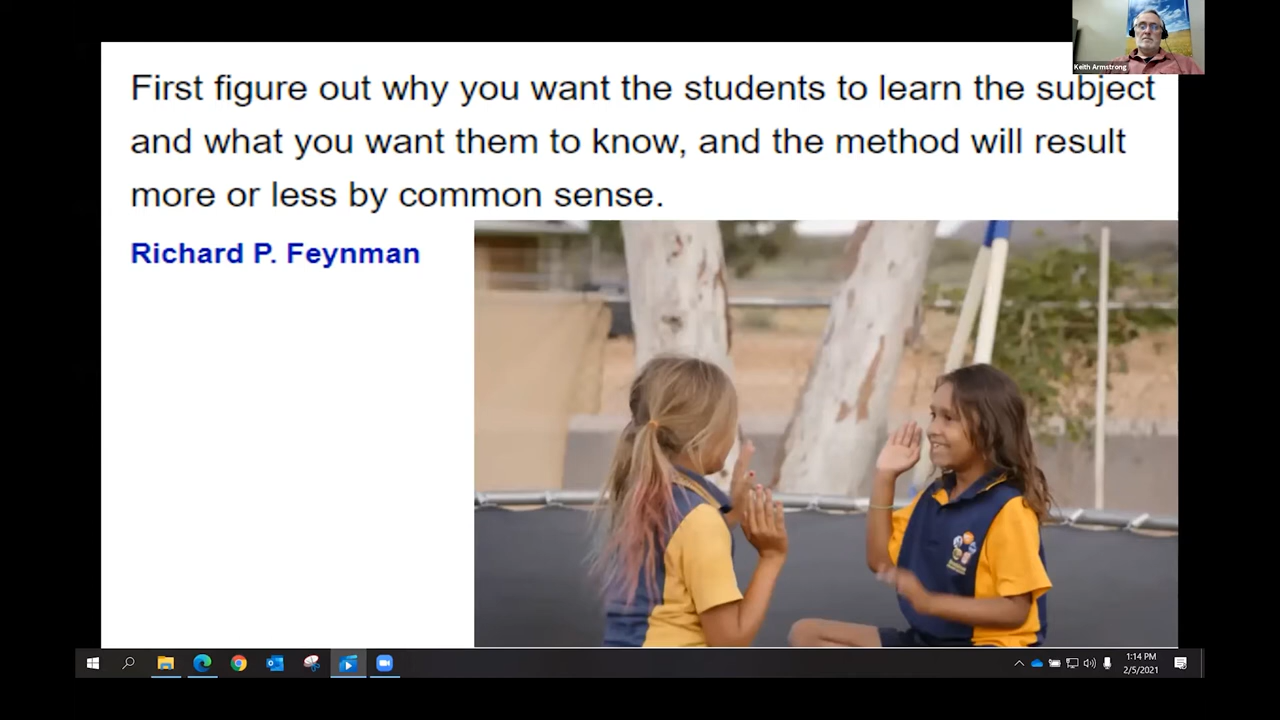 Keith Armstrong
First figure out why you want the students to learn the subject
and what you want them to know, and the method will result
more or less by common sense.
Richard P. Feynman
1:14 PM
2/5/2021